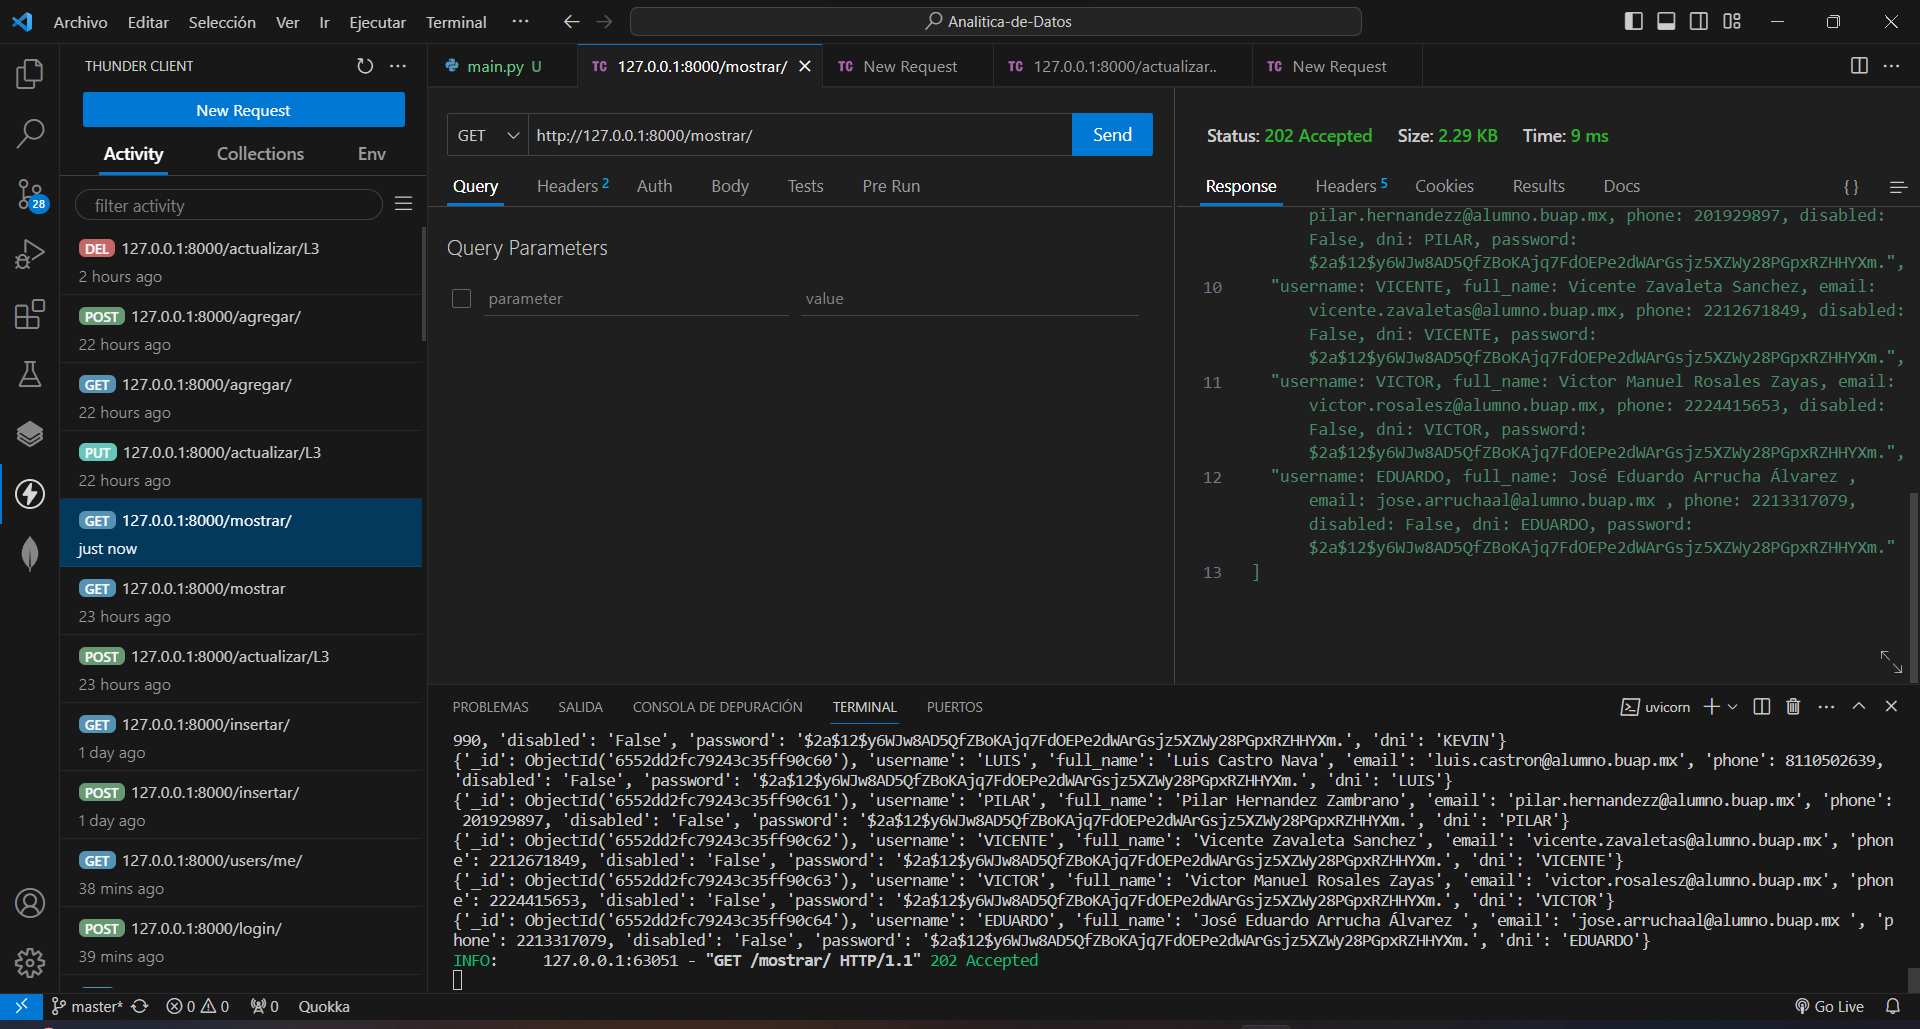 Archivo Editar Selección Ver Ir Ejecutar Terminal ··· Analitica-de-Datos
THUNDER CLIENT
New Request
Activity Collections Env
filter activity
DEL 127.0.0.1:8000/actualizar/L3
2 hours ago
POST 127.0.0.1:8000/agregar/
22 hours ago
GET 127.0.0.1:8000/agregar/
22 hours ago
PUT 127.0.0.1:8000/actualizar/L3
22 hours ago
GET 127.0.0.1:8000/mostrar/
just now
GET 127.0.0.1:8000/mostrar
23 hours ago
POST 127.0.0.1:8000/actualizar/L3
23 hours ago
GET 127.0.0.1:8000/insertar/
1 day ago
POST 127.0.0.1:8000/insertar/
1 day ago
GET 127.0.0.1:8000/users/me/
38 mins ago
POST 127.0.0.1:8000/login/
39 mins ago
28
main.py U TC 127.0.0.1:8000/mostrar/ TC New Request TC 127.0.0.1:8000/actualizar.. TC New Request
GET http://127.0.0.1:8000/mostrar/ Send
Query Headers 2 Auth Body Tests Pre Run
Query Parameters
parameter value
Status: 202 Accepted Size: 2.29 KB Time: 9 ms
Response Headers 5 Cookies Results Docs {}
pilar.hernandezz@alumno.buap.mx, phone: 201929897, disabled:
False, dni: PILAR, password:
$2a$12$y6WJw8AD5QfZBoKAjq7FdOEPe2dWArGsjz5XZWy28PGpxRZHHYXm.",
10 "username: VICENTE, full_name: Vicente Zavaleta Sanchez, email:
vicente.zavaletas@alumno.buap.mx, phone: 2212671849, disabled:
False, dni: VICENTE, password:
$2a$12$y6WJw8AD5QfZBoKAjq7FdOEPe2dWArGsjz5XZWy28PGpxRZHHYXm.",
11 "username: VICTOR, full_name: Victor Manuel Rosales Zayas, email:
victor.rosalesz@alumno.buap.mx, phone: 2224415653, disabled:
False, dni: VICTOR, password:
$2a$12$y6WJw8AD5QfZBoKAjq7FdOEPe2dWArGsjz5XZWy28PGpxRZHHYXm.",
12 "username: EDUARDO, full_name: José Eduardo Arrucha Álvarez ,
email: jose.arruchaal@alumno.buap.mx , phone: 2213317079,
disabled: False, dni: EDUARDO, password:
$2a$12$y6WJw8AD5QfZBoKAjq7FdOEPe2dWArGsjz5XZWy28PGpxRZHHYXm."
13 ]
PROBLEMAS SALIDA CONSOLA DE DEPURACIÓN TERMINAL PUERTOS uvicorn
990, 'disabled': 'False', 'password': '$2a$12$y6WJw8AD5QfZBoKAjq7FdOEPe2dWArGsjz5XZWy28PGpxRZHHYXm.', 'dni': 'KEVIN'}
{'_id': ObjectId('6552dd2fc79243c35ff90c60'), 'username': 'LUIS', 'full_name': 'Luis Castro Nava', 'email': 'luis.castron@alumno.buap.mx', 'phone': 8110502639,
'disabled': 'False', 'password': '$2a$12$y6WJw8AD5QfZBoKAjq7FdOEPe2dWArGsjz5XZWy28PGpxRZHHYXm.', 'dni': 'LUIS'}
{'_id': ObjectId('6552dd2fc79243c35ff90c61'), 'username': 'PILAR', 'full_name': 'Pilar Hernandez Zambrano', 'email': 'pilar.hernandezz@alumno.buap.mx', 'phone':
201929897, 'disabled': 'False', 'password': '$2a$12$y6WJw8AD5QfZBoKAjq7FdOEPe2dWArGsjz5XZWy28PGpxRZHHYXm.', 'dni': 'PILAR'}
{'_id': ObjectId('6552dd2fc79243c35ff90c62'), 'username': 'VICENTE', 'full_name': 'Vicente Zavaleta Sanchez', 'email': 'vicente.zavaletas@alumno.buap.mx', 'phon
e': 2212671849, 'disabled': 'False', 'password': '$2a$12$y6WJw8AD5QfZBoKAjq7FdOEPe2dWArGsjz5XZWy28PGpxRZHHYXm.', 'dni': 'VICENTE'}
{'_id': ObjectId('6552dd2fc79243c35ff90c63'), 'username': 'VICTOR', 'full_name': 'Victor Manuel Rosales Zayas', 'email': 'victor.rosalesz@alumno.buap.mx', 'phon
e': 2224415653, 'disabled': 'False', 'password': '$2a$12$y6WJw8AD5QfZBoKAjq7FdOEPe2dWArGsjz5XZWy28PGpxRZHHYXm.', 'dni': 'VICTOR'}
{'_id': ObjectId('6552dd2fc79243c35ff90c64'), 'username': 'EDUARDO', 'full_name': 'José Eduardo Arrucha Álvarez ', 'email': 'jose.arruchaal@alumno.buap.mx ', 'p
hone': 2213317079, 'disabled': 'False', 'password': '$2a$12$y6WJw8AD5QfZBoKAjq7FdOEPe2dWArGsjz5XZWy28PGpxRZHHYXm.', 'dni': 'EDUARDO'}
INFO: 127.0.0.1:63051 - "GET /mostrar/ HTTP/1.1" 202 Accepted
master* 0 0 0 Quokka Go Live